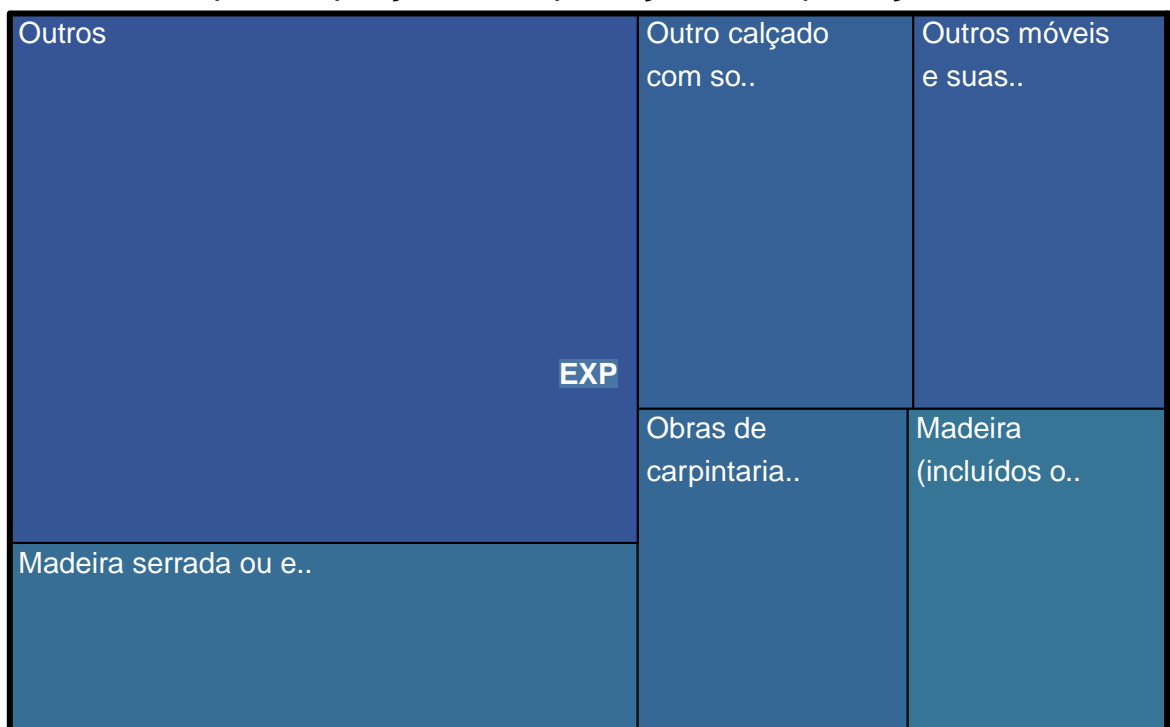 Outros
EXP
Madeira serrada ou e..
Outro calçado
com so..
Outros móveis
e suas..
Obras de
carpintaria..
Madeira
(incluídos o..